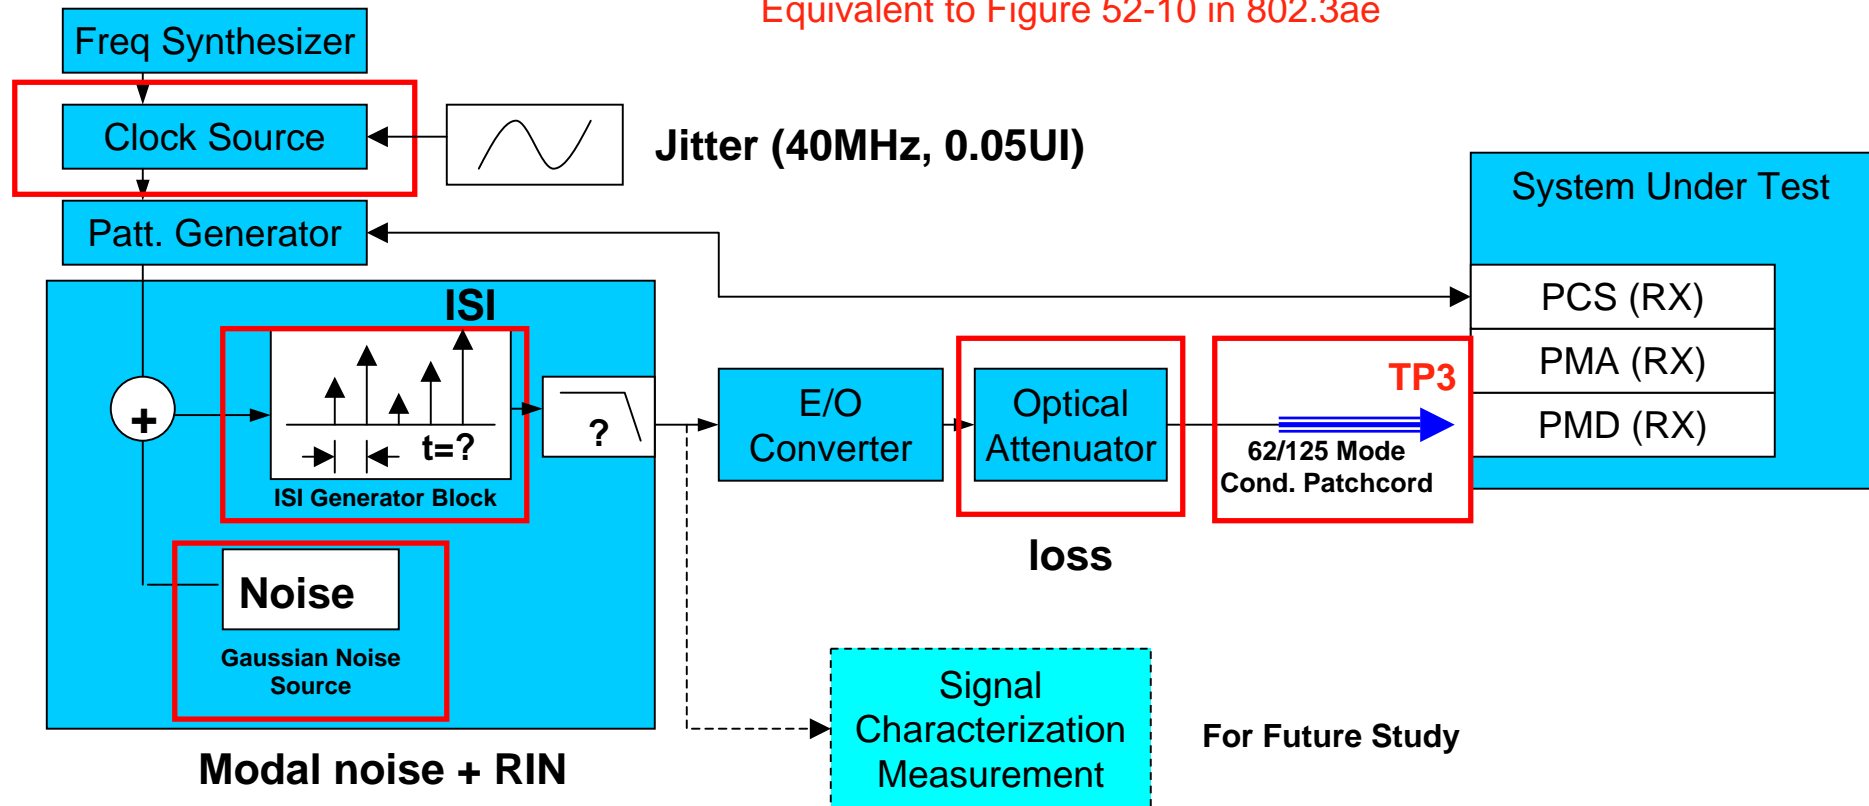 Equivalent to Figure 52-10 in 802.3ae
Freq Synthesizer
Clock Source
Jitter (40MHz, 0.05UI)
Patt. Generator
System Under Test
PCS (RX)
PMA (RX)
PMD (RX)
ISI
+
t=?
ISI Generator Block
?
E/O
Converter
Optical
Attenuator
TP3
62/125 Mode
Cond. Patchcord
loss
Noise
Gaussian Noise
Source
Modal noise + RIN
Signal
Characterization
Measurement
For Future Study